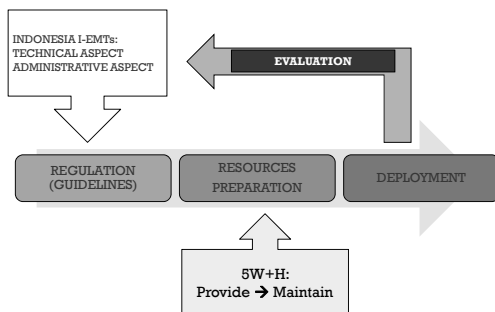 INDONESIA I-EMTs:
TECHNICAL ASPECT
ADMINISTRATIVE ASPECT
EVALUATION
REGULATION
(GUIDELINES)
RESOURCES
PREPARATION
DEPLOYMENT
5W+H:
Provide → Maintain